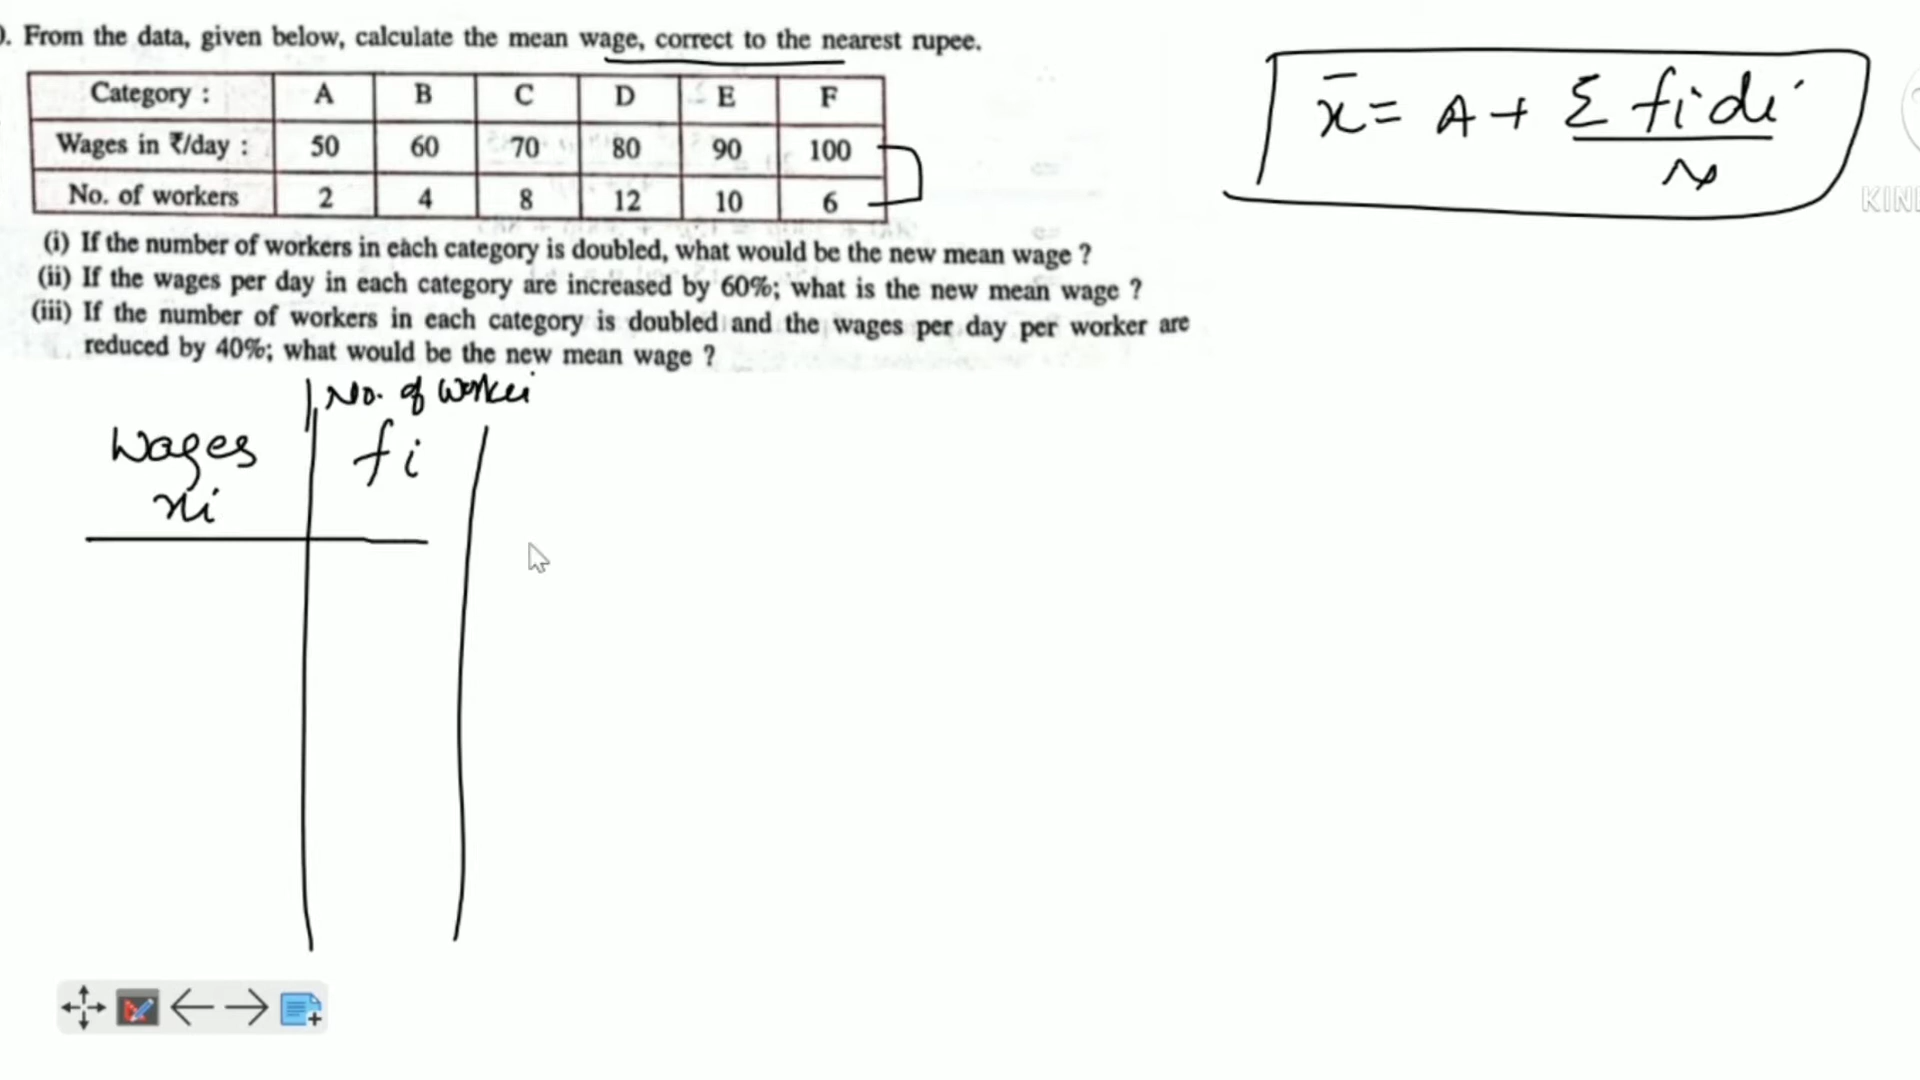 ). From the data, given below, calculate the mean wage, correct to the nearest rupee.
Category : A B C D E F
Wages in ₹/day : 50 60 70 80 90 100
No. of workers 2 4 8 12 10 6
(i) If the number of workers in each category is doubled, what would be the new mean wage ?
(ii) If the wages per day in each category are increased by 60%; what is the new mean wage ?
(iii) If the number of workers in each category is doubled and the wages per day per worker are
reduced by 40%; what would be the new mean wage ?
x̄ = A + Σ fi di
N
KINE
No. of worker
Wages fi
xi